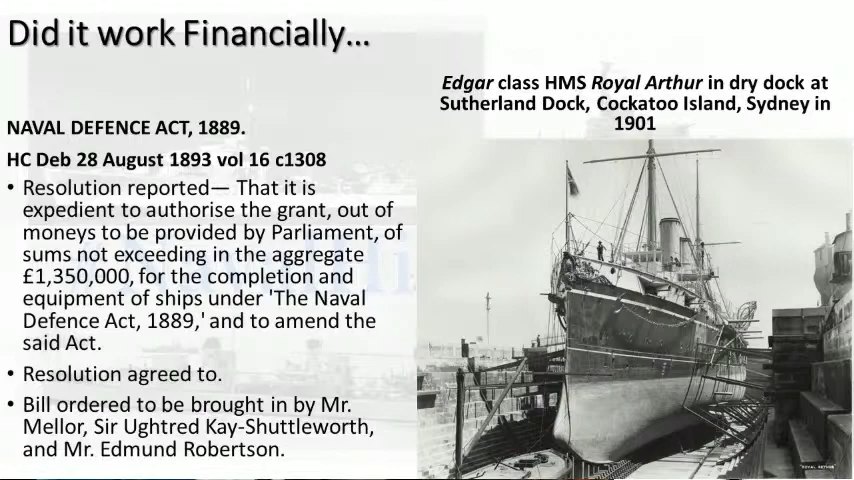 Did it work Financially...
Edgar class HMS Royal Arthur in dry dock at
Sutherland Dock, Cockatoo Island, Sydney in
1901
NAVAL DEFENCE ACT, 1889.
HC Deb 28 August 1893 vol 16 c1308
• Resolution reported— That it is
expedient to authorise the grant, out of
moneys to be provided by Parliament, of
sums not exceeding in the aggregate
£1,350,000, for the completion and
equipment of ships under 'The Naval
Defence Act, 1889,' and to amend the
said Act.
• Resolution agreed to.
• Bill ordered to be brought in by Mr.
Mellor, Sir Ughtred Kay-Shuttleworth,
and Mr. Edmund Robertson.
"ROYAL ARTHUR"